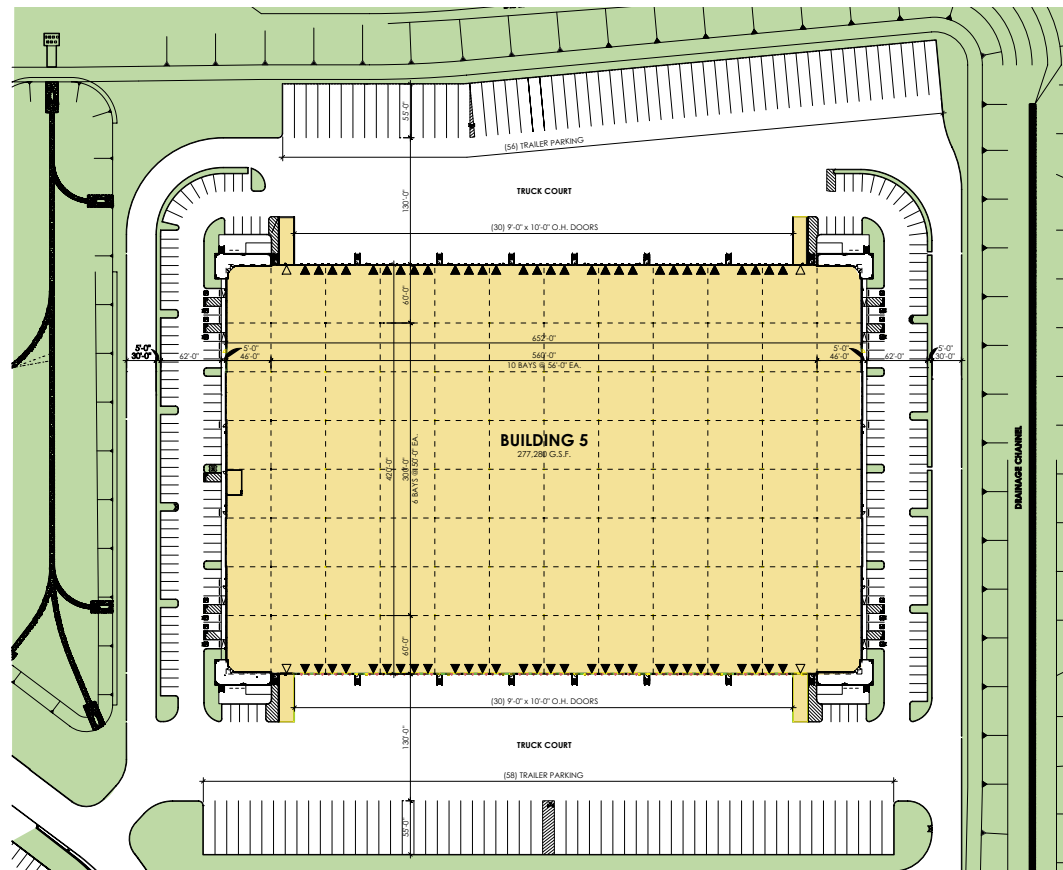 55'-0"
(56) TRAILER PARKING
TRUCK COURT
130'-0"
(30) 9'-0" x 10'-0" O.H. DOORS
60'-0"
652'-0"
5'-0"
30'-0"
62'-0"
5'-0"
46'-0"
560'-0"
10 BAYS @ 56'-0" EA.
5'-0"
46'-0"
62'-0"
5'-0"
30'-0"
BUILDING 5
277,280 G.S.F.
420'-0"
300'-0"
6 BAYS @ 50'-0" EA.
DRAINAGE CHANNEL
60'-0"
(30) 9'-0" x 10'-0" O.H. DOORS
130'-0"
TRUCK COURT
(58) TRAILER PARKING
55'-0"